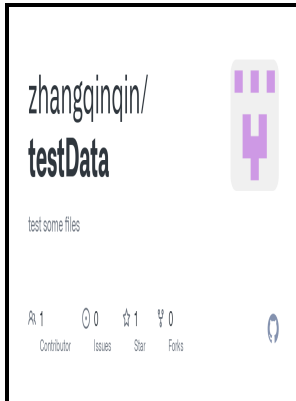 zhangqinqin/
testData
test some files
1 0 1 0
Contributor Issues Star Forks